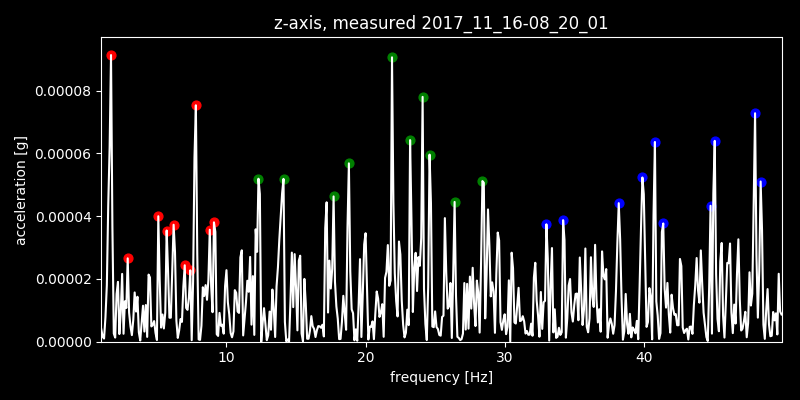 z-axis, measured 2017_11_16-08_20_01
0.00008
0.00006
0.00004
0.00002
0.00000
acceleration [g]
10 20 30 40
frequency [Hz]